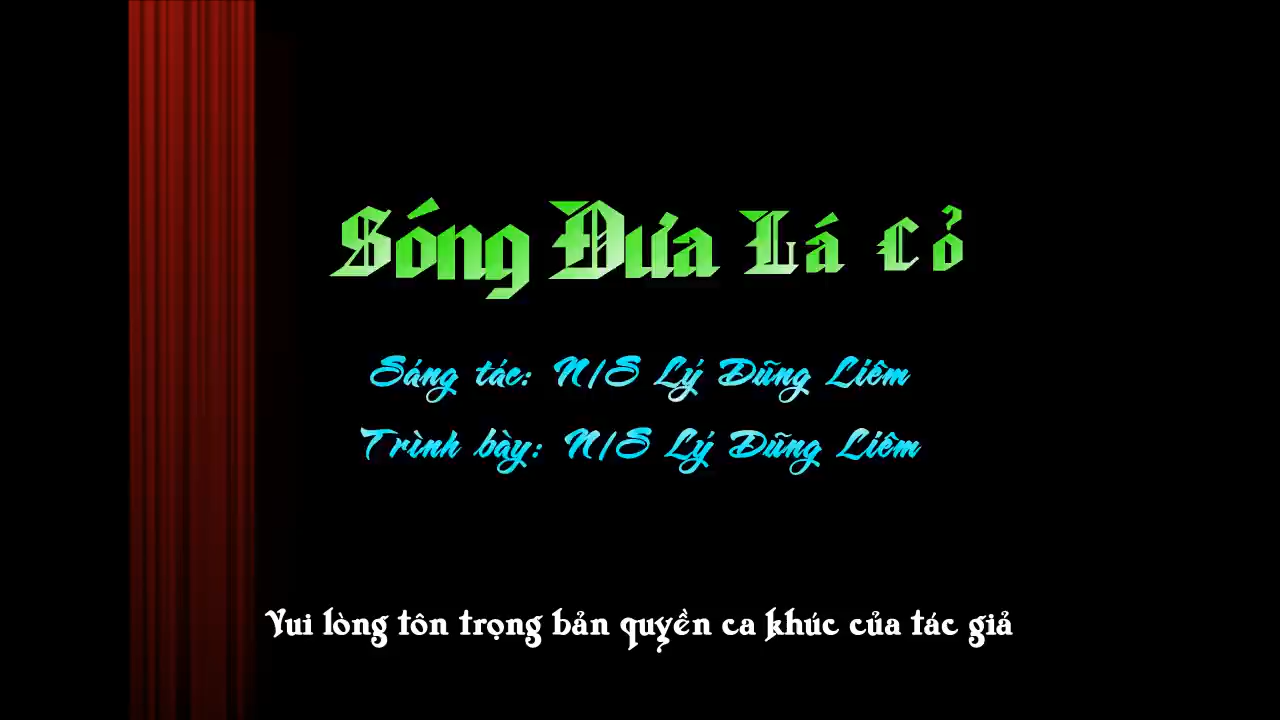 Sóng Đưa Lá Cỏ
Sáng tác: N/S Lý Dũng Liêm
Trình bày: N/S Lý Dũng Liêm
Vui lòng tôn trọng bản quyền ca khúc của tác giả